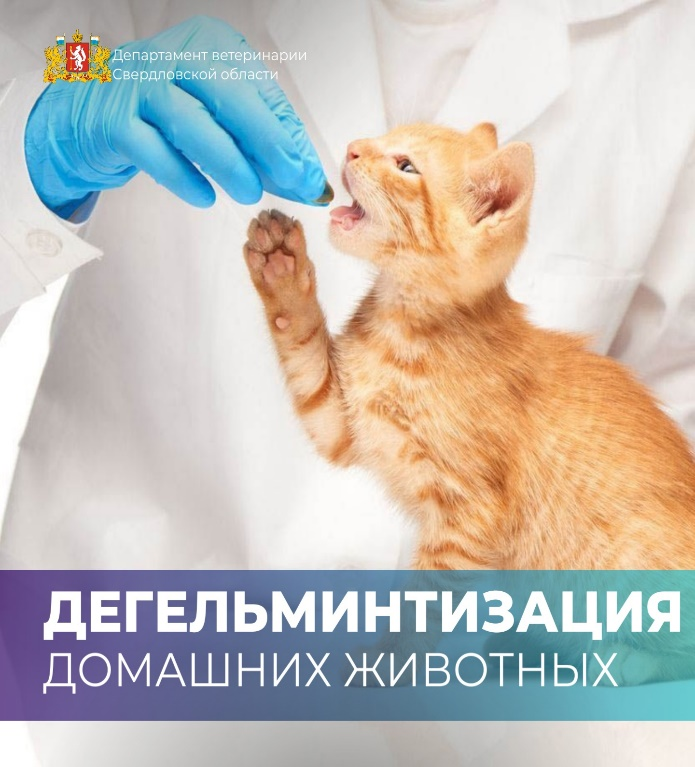 Департамент ветеринарии
Свердловской области
ДЕГЕЛЬМИНТИЗАЦИЯ
ДОМАШНИХ ЖИВОТНЫХ